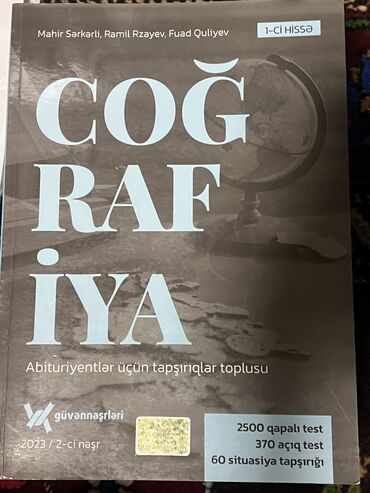 Mahir Sərkərli, Ramil Rzayev, Fuad Quliyev
1-Cİ HİSSƏ
COĞ
RAF
İYA
Abituriyentlər üçün tapşırıqlar toplusu
güvənnəşrləri
2023 / 2-ci nəşr
2500 qapalı test
370 açıq test
60 situasiya tapşırığı